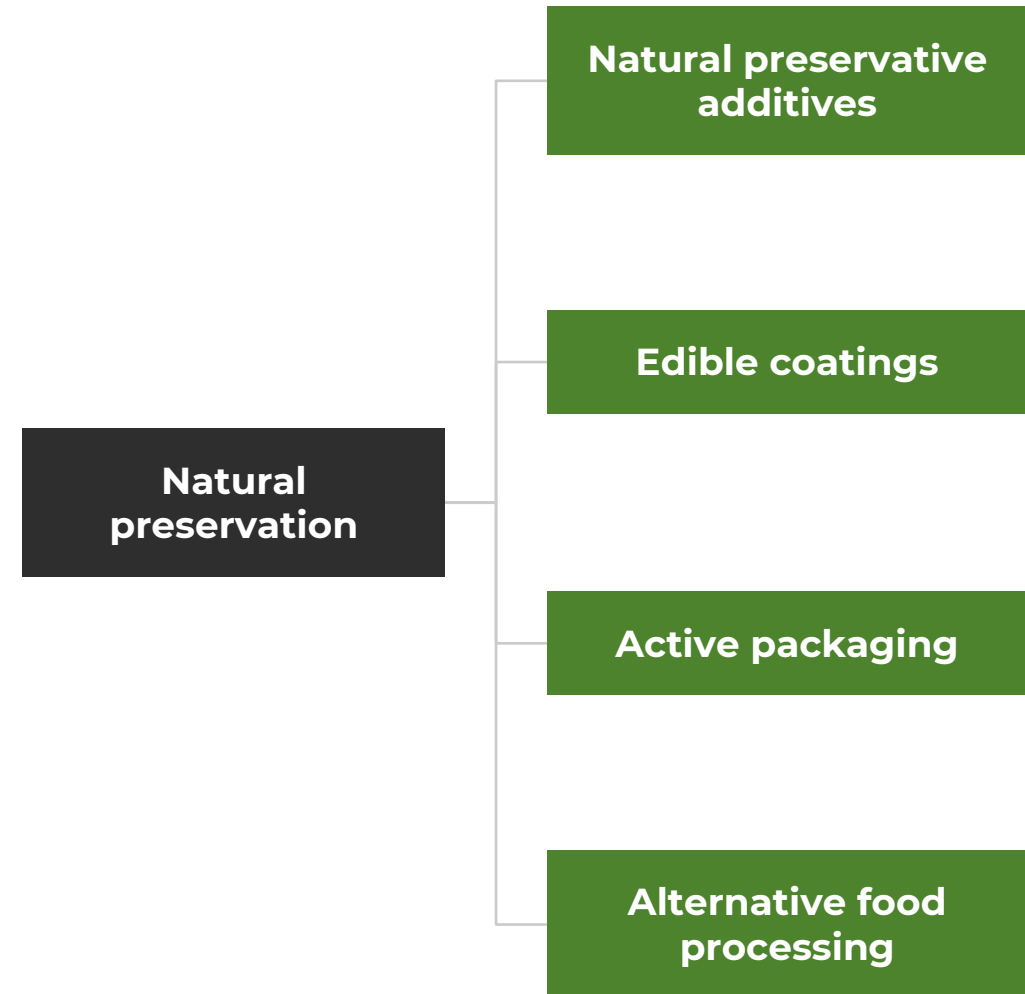 Natural preservative
additives
Edible coatings
Natural
preservation
Active packaging
Alternative food
processing